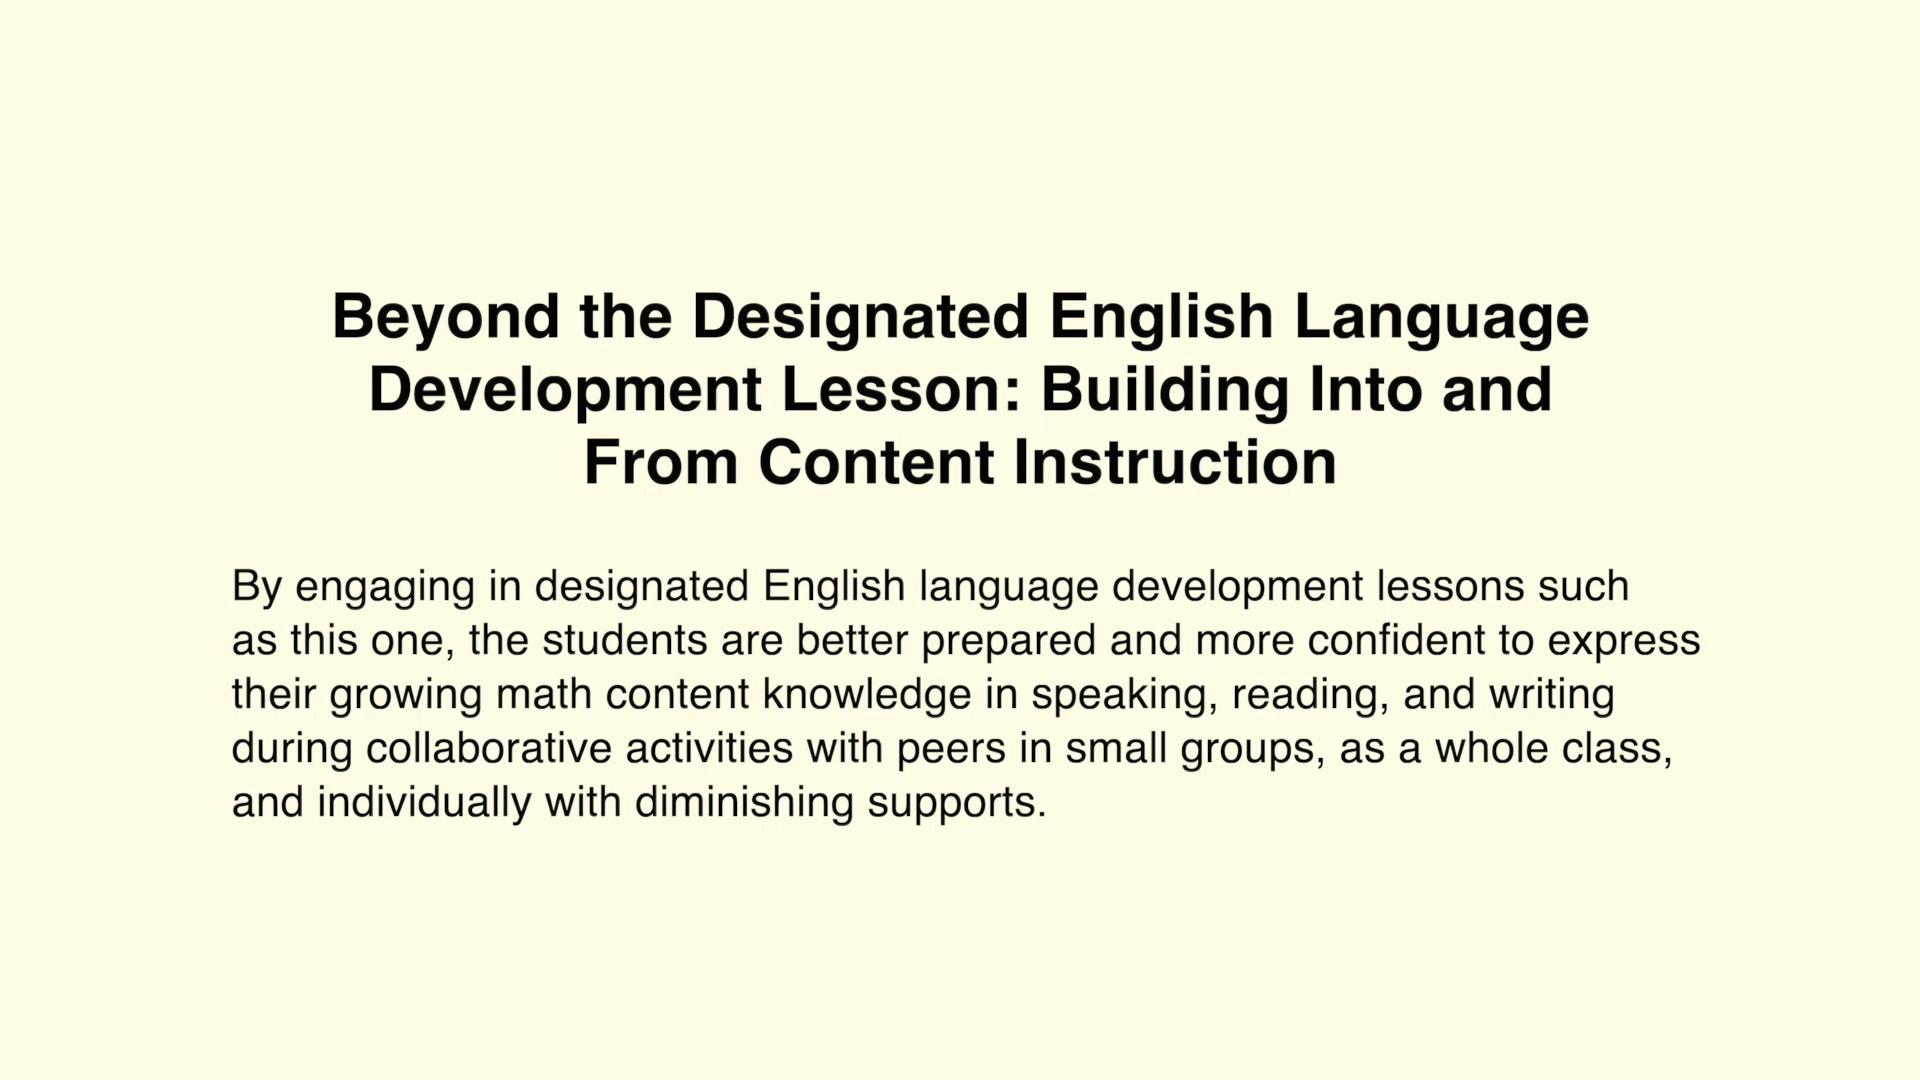 Beyond the Designated English Language
Development Lesson: Building Into and
From Content Instruction
By engaging in designated English language development lessons such
as this one, the students are better prepared and more confident to express
their growing math content knowledge in speaking, reading, and writing
during collaborative activities with peers in small groups, as a whole class,
and individually with diminishing supports.